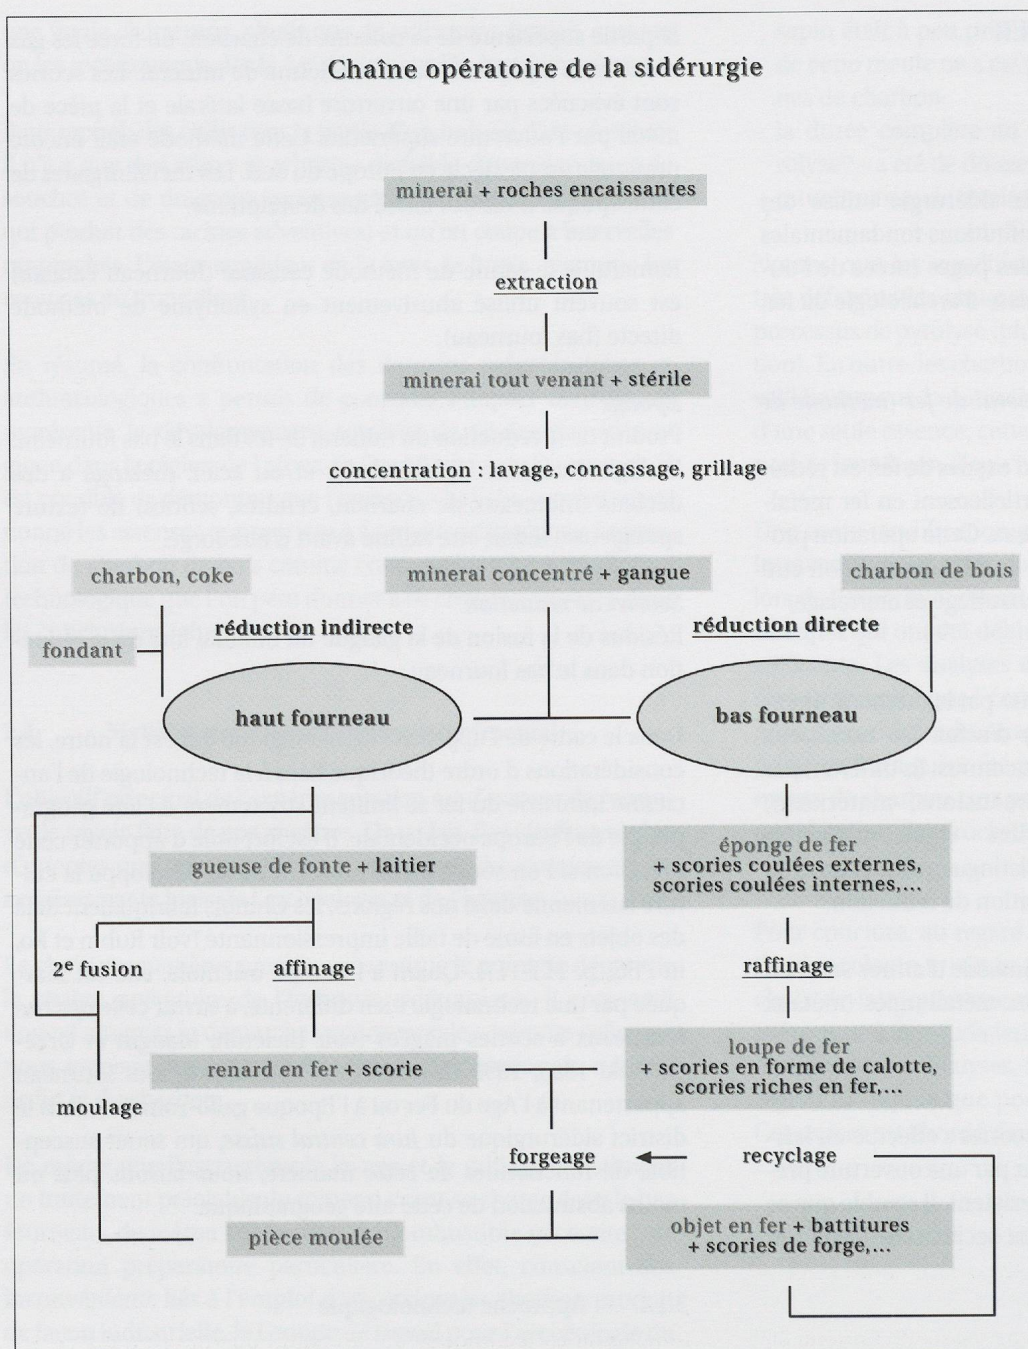 Chaîne opératoire de la sidérurgie
minerai + roches encaissantes
extraction
minerai tout venant + stérile
concentration : lavage, concassage, grillage
charbon, coke
minerai concentré + gangue
charbon de bois
réduction indirecte
réduction directe
fondant
haut fourneau
bas fourneau
gueuse de fonte + laitier
éponge de fer
+ scories coulées externes,
scories coulées internes,...
2e fusion
affinage
raffinage
renard en fer + scorie
loupe de fer
+ scories en forme de calotte,
scories riches en fer,...
moulage
forgeage
recyclage
pièce moulée
objet en fer + battitures
+ scories de forge,...